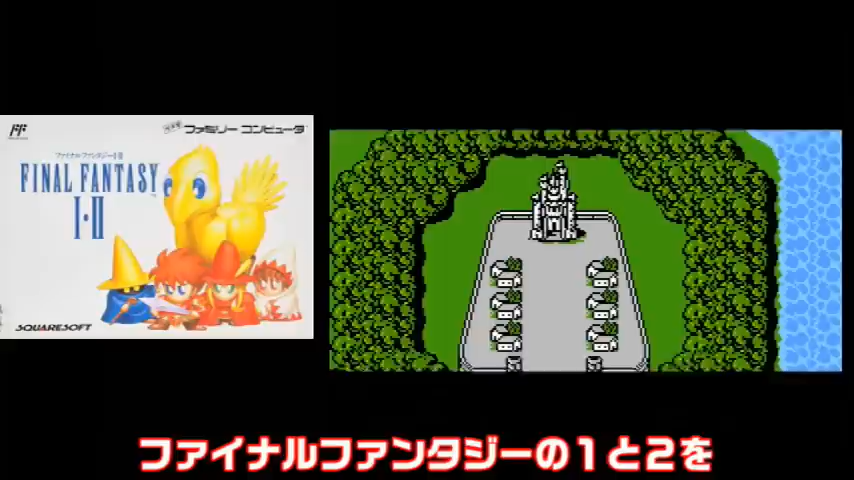 ファミリー コンピュータ
ファイナルファンタジーI・II
FINAL FANTASY
I・II
SQUARESOFT
ファイナルファンタジーの1と2を